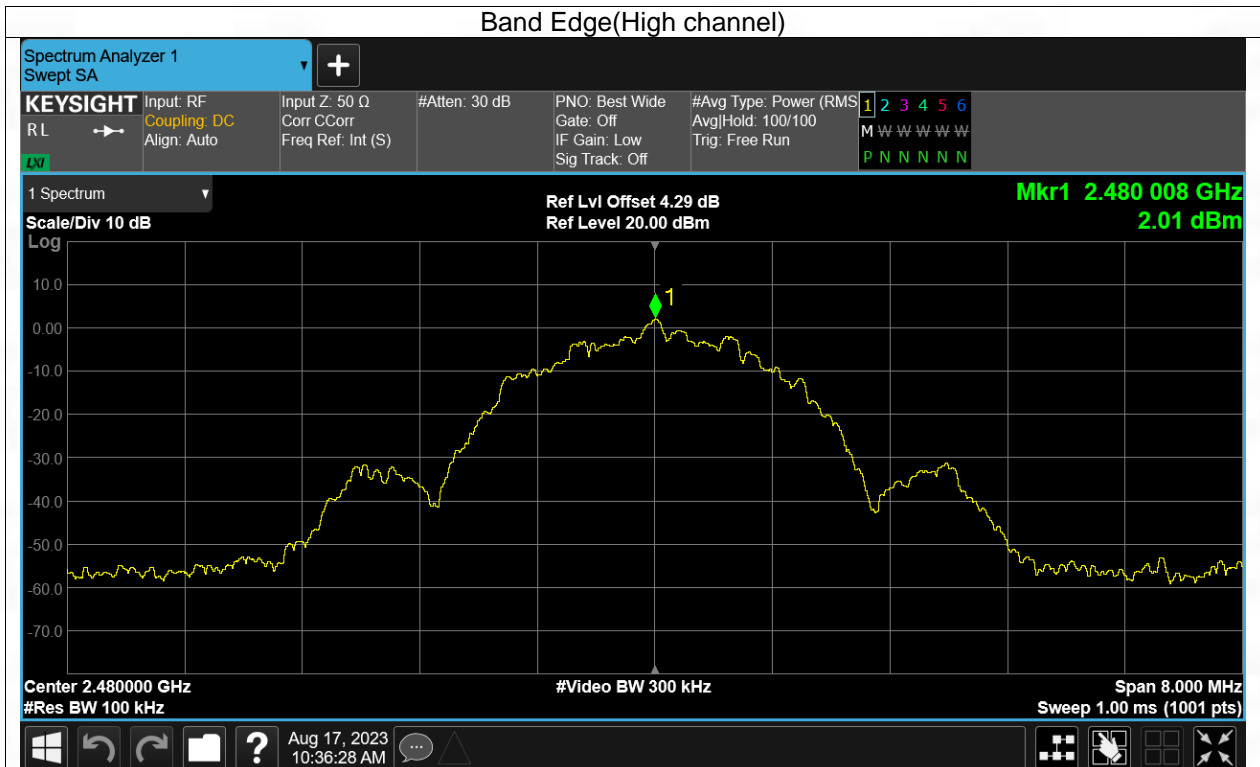 Band Edge(High channel)
Spectrum Analyzer 1
Swept SA
KEYSIGHT
RL
LXI
Input: RF
Coupling: DC
Align: Auto
Input Z: 50 Ω
Corr CCorr
Freq Ref: Int (S)
#Atten: 30 dB
PNO: Best Wide
Gate: Off
IF Gain: Low
Sig Track: Off
#Avg Type: Power (RMS
Avg|Hold: 100/100
Trig: Free Run
1 2 3 4 5 6
M W W W W W
P N N N N N
1 Spectrum
Scale/Div 10 dB
Log
Ref Lvl Offset 4.29 dB
Ref Level 20.00 dBm
Mkr1 2.480 008 GHz
2.01 dBm
10.0
1
0.00
-10.0
-20.0
-30.0
-40.0
-50.0
-60.0
-70.0
Center 2.480000 GHz
#Res BW 100 kHz
#Video BW 300 kHz
Span 8.000 MHz
Sweep 1.00 ms (1001 pts)
?
Aug 17, 2023
10:36:28 AM